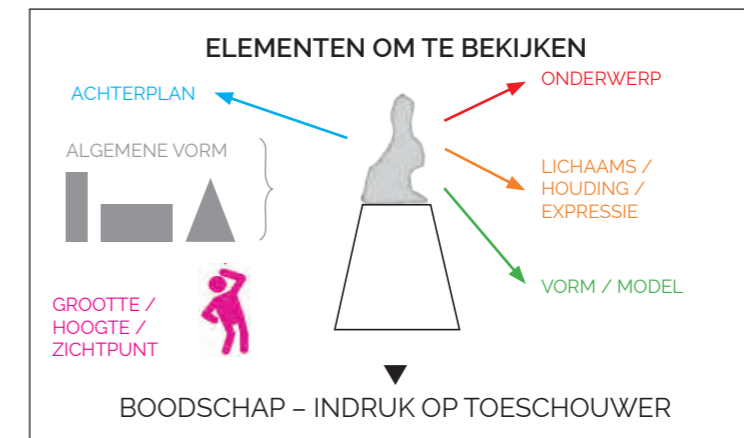 ELEMENTEN OM TE BEKIJKEN
ACHTERPLAN
ONDERWERP
ALGEMENE VORM
LICHAAMS /
HOUDING /
EXPRESSIE
VORM / MODEL
GROOTTE /
HOOGTE /
ZICHTPUNT
BOODSCHAP – INDRUK OP TOESCHOUWER